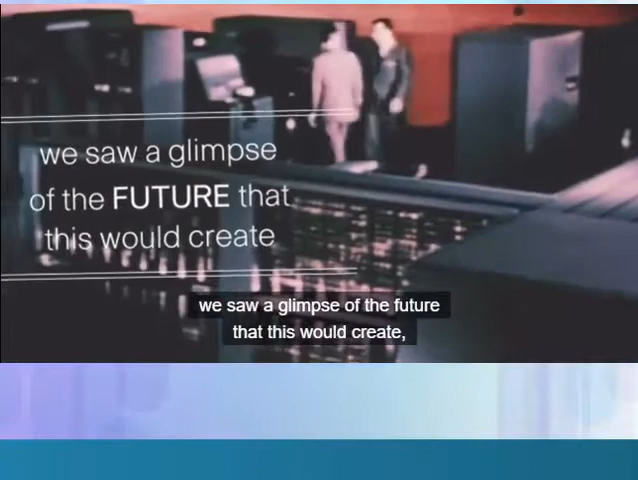 we saw a glimpse
of the FUTURE that
this would create
we saw a glimpse of the future
that this would create,